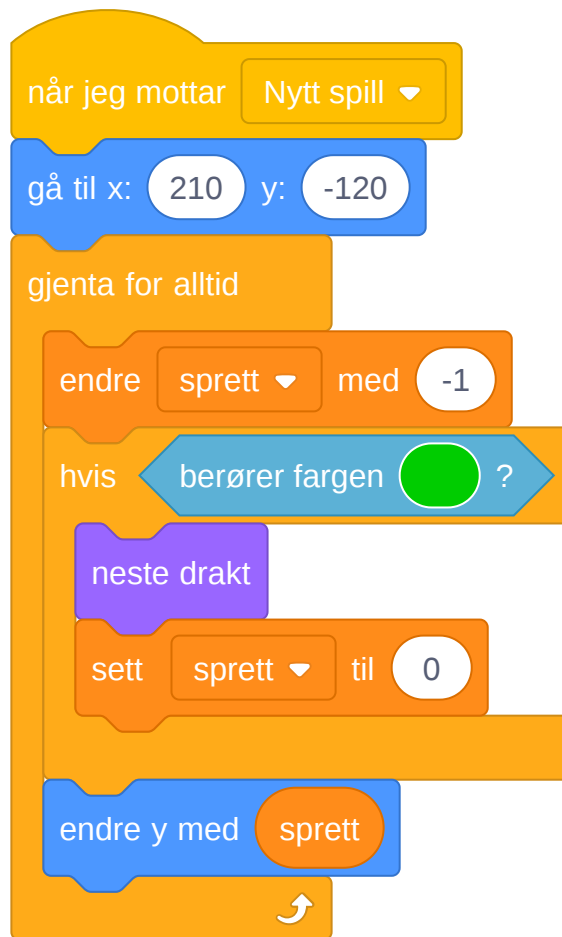 når jeg mottar Nytt spill
gå til x: 210 y: -120
gjenta for alltid
endre sprett med -1
hvis berører fargen ?
neste drakt
sett sprett til 0
endre y med sprett